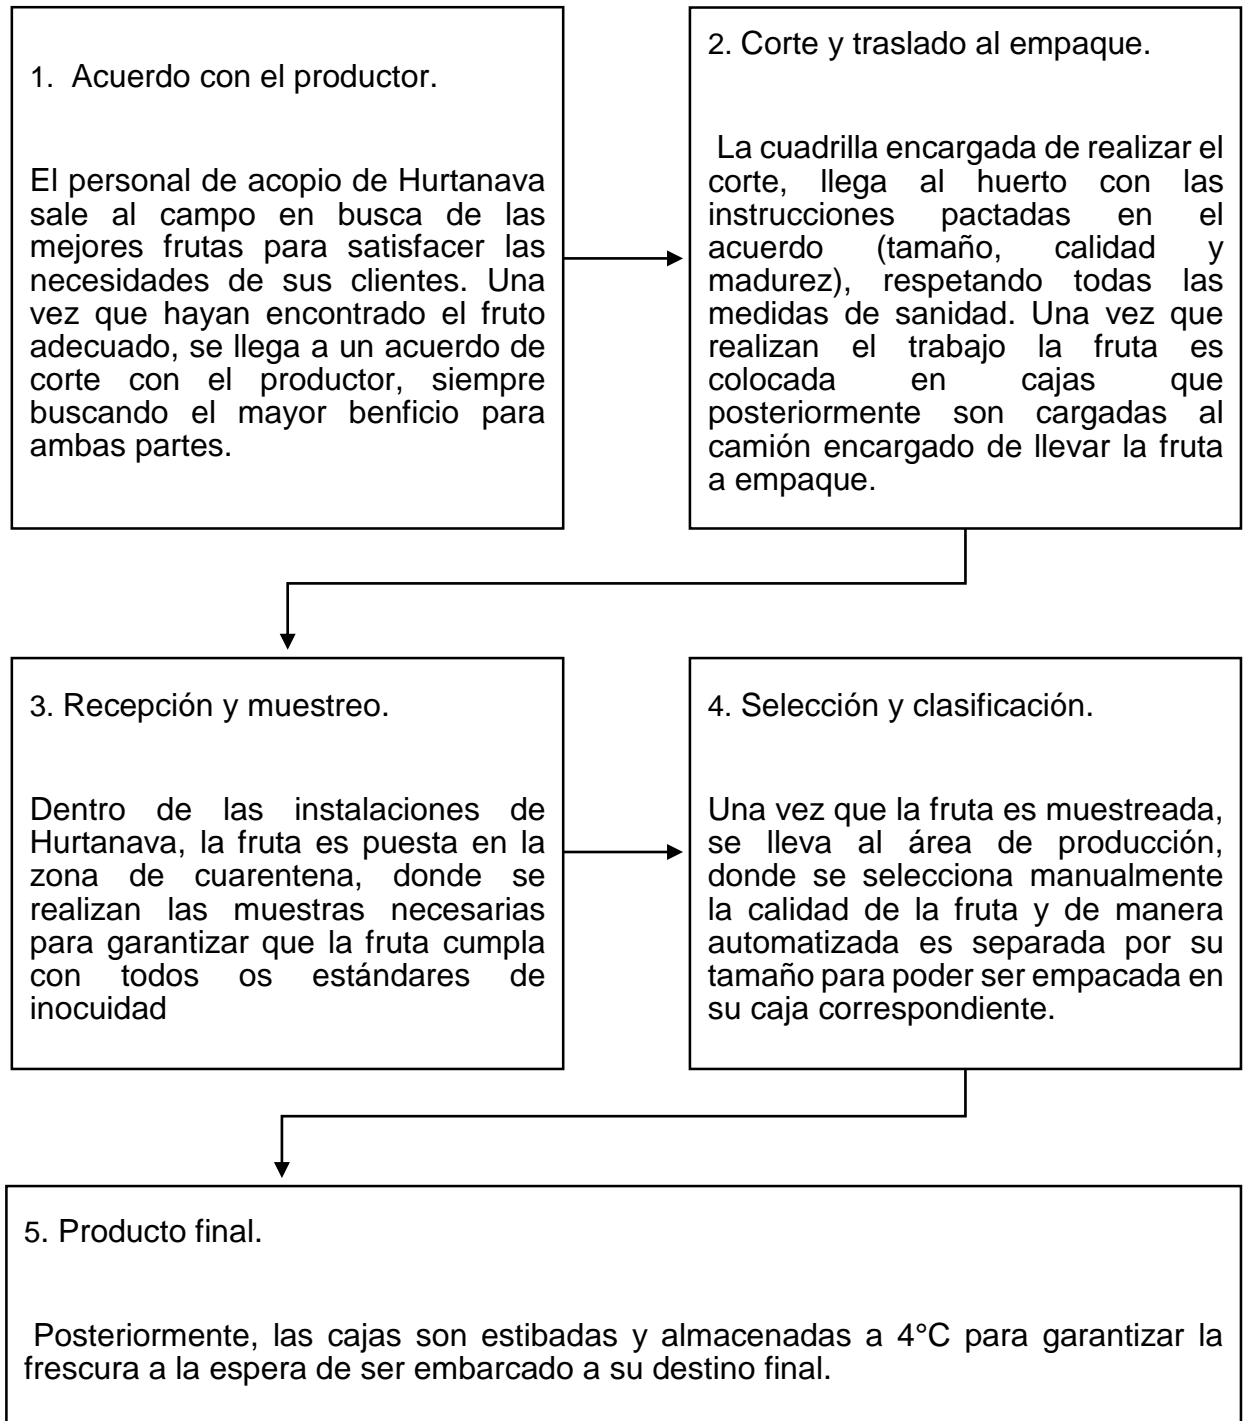 1. Acuerdo con el productor.
El personal de acopio de Hurtanava
sale al campo en busca de las
mejores frutas para satisfacer las
necesidades de sus clientes. Una
vez que hayan encontrado el fruto
adecuado, se llega a un acuerdo de
corte con el productor, siempre
buscando el mayor benficio para
ambas partes.
2. Corte y traslado al empaque.
La cuadrilla encargada de realizar el
corte, llega al huerto con las
instrucciones pactadas en el
acuerdo (tamaño, calidad y
madurez), respetando todas las
medidas de sanidad. Una vez que
realizan el trabajo la fruta es
colocada en cajas que
posteriormente son cargadas al
camión encargado de llevar la fruta
a empaque.
3. Recepción y muestreo.
Dentro de las instalaciones de
Hurtanava, la fruta es puesta en la
zona de cuarentena, donde se
realizan las muestras necesarias
para garantizar que la fruta cumpla
con todos os estándares de
inocuidad
4. Selección y clasificación.
Una vez que la fruta es muestreada,
se lleva al área de producción,
donde se selecciona manualmente
la calidad de la fruta y de manera
automatizada es separada por su
tamaño para poder ser empacada en
su caja correspondiente.
5. Producto final.
Posteriormente, las cajas son estibadas y almacenadas a 4°C para garantizar la
frescura a la espera de ser embarcado a su destino final.